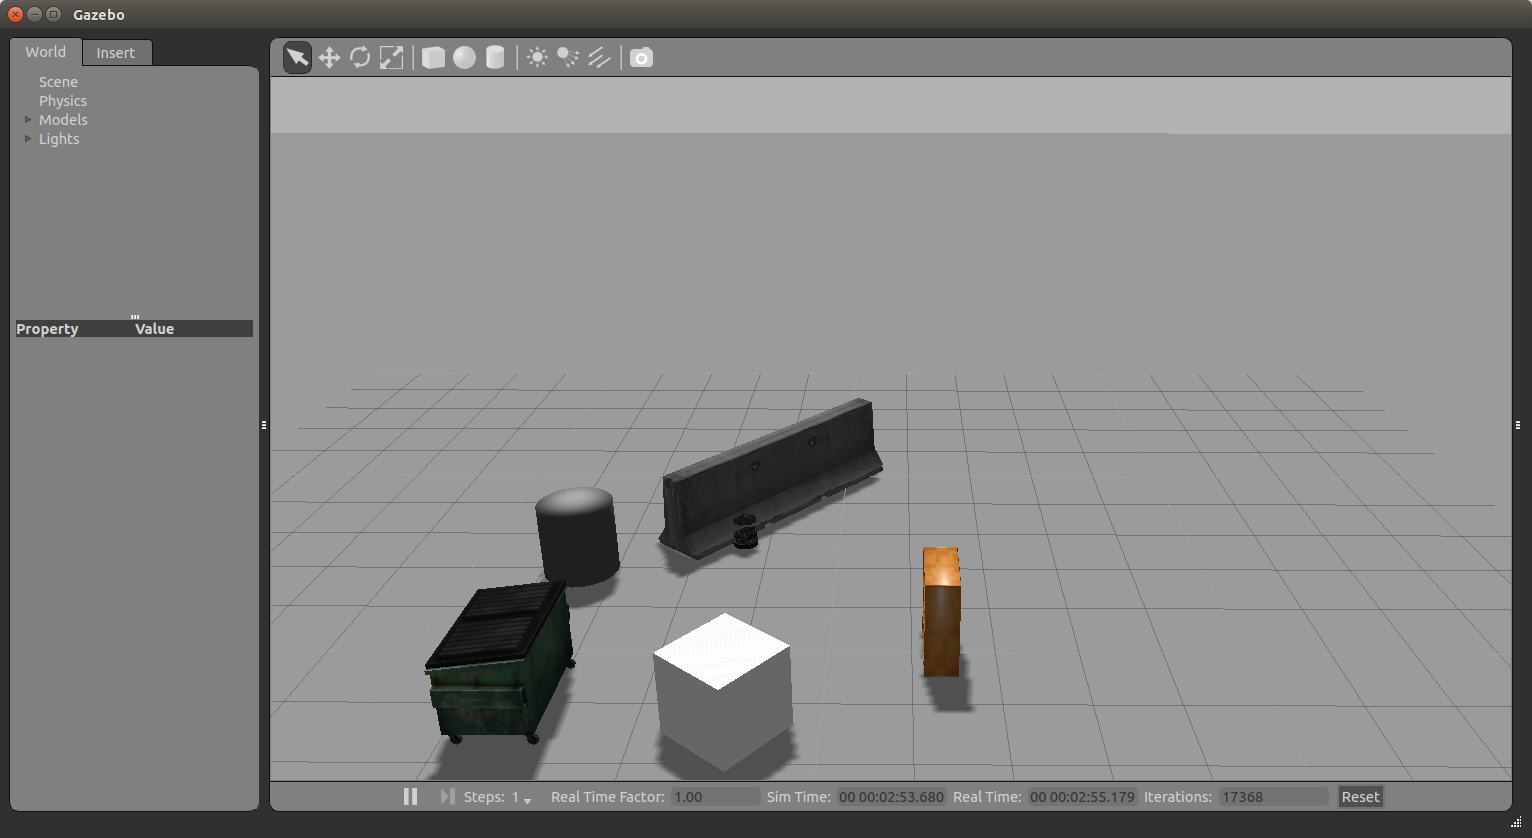 Gazebo
World Insert
Scene
Physics
Models
Lights
Property Value
Steps: 1 Real Time Factor: 1.00 Sim Time: 00 00:02:53.680 Real Time: 00 00:02:55.179 Iterations: 17368 Reset